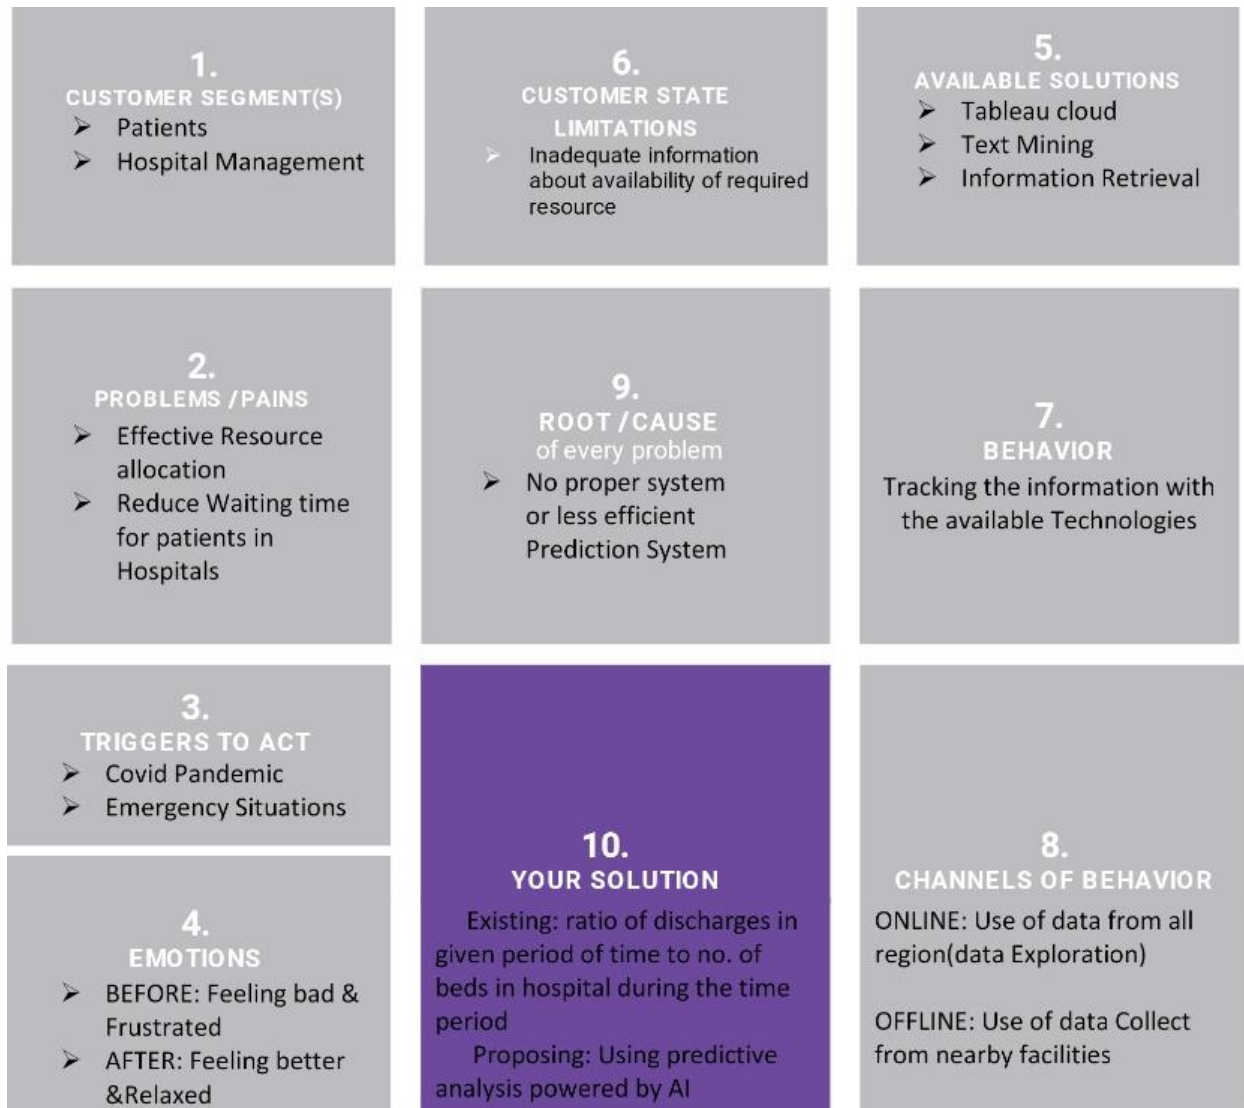 1.
CUSTOMER SEGMENT(S)
➢ Patients
➢ Hospital Management
6.
CUSTOMER STATE
LIMITATIONS
➢ Inadequate information
about availability of required
resource
5.
AVAILABLE SOLUTIONS
➢ Tableau cloud
➢ Text Mining
➢ Information Retrieval
2.
PROBLEMS /PAINS
➢ Effective Resource
allocation
➢ Reduce Waiting time
for patients in
Hospitals
9.
ROOT /CAUSE
of every problem
➢ No proper system
or less efficient
Prediction System
7.
BEHAVIOR
Tracking the information with
the available Technologies
3.
TRIGGERS TO ACT
➢ Covid Pandemic
➢ Emergency Situations
4.
EMOTIONS
➢ BEFORE: Feeling bad &
Frustrated
➢ AFTER: Feeling better
&Relaxed
10.
YOUR SOLUTION
Existing: ratio of discharges in
given period of time to no. of
beds in hospital during the time
period
Proposing: Using predictive
analysis powered by AI
8.
CHANNELS OF BEHAVIOR
ONLINE: Use of data from all
region(data Exploration)
OFFLINE: Use of data Collect
from nearby facilities